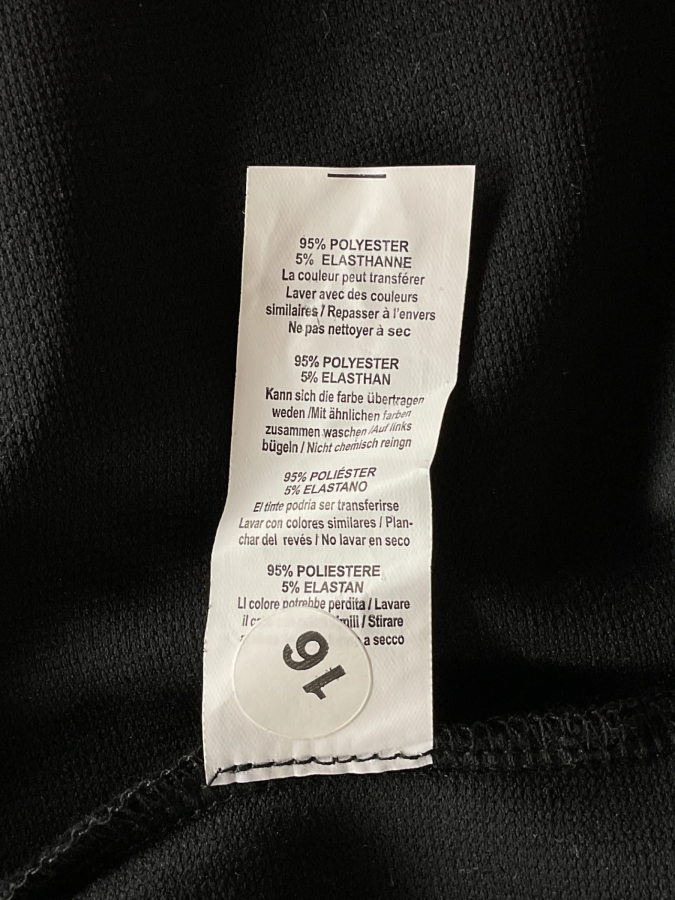 95% POLYESTER
5% ELASTHANNE
La couleur peut transférer
Laver avec des couleurs
similaires / Repasser à l'envers
Ne pas nettoyer à sec
95% POLYESTER
5% ELASTHAN
Kann sich die farbe übertragen
weden /Mit ähnlichen farben
zusammen waschen /Auf links
bügeln / Nicht chemisch reingn
95% POLIÉSTER
5% ELASTANO
El tinte podria ser transferirse
Lavar con colores similares / Plan-
char del revés / No lavar en seco
95% POLIESTERE
5% ELASTAN
LI colore potrebbe perdita / Lavare
il / Stirare
a secco
16